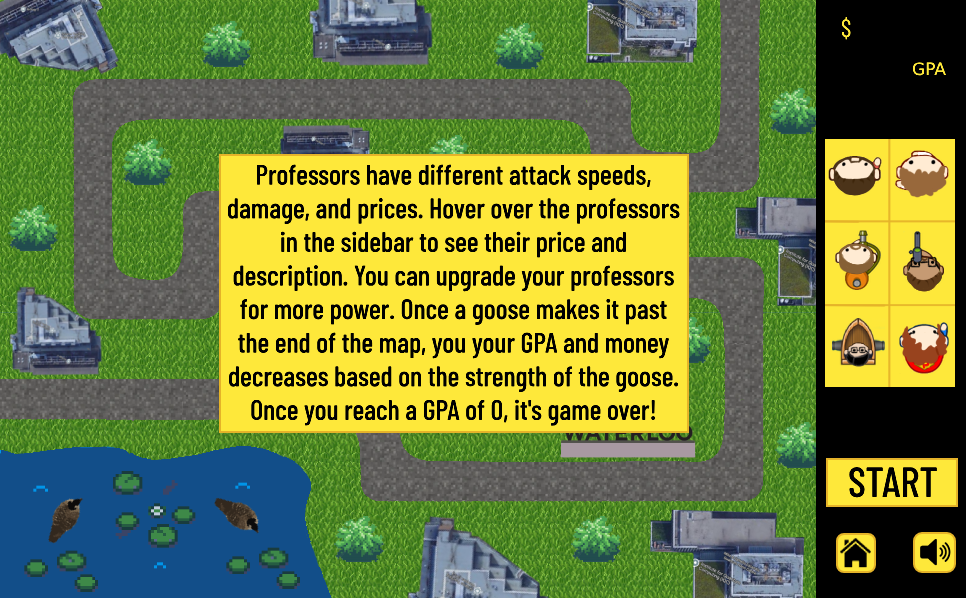 $
GPA
Professors have different attack speeds,
damage, and prices. Hover over the professors
in the sidebar to see their price and
description. You can upgrade your professors
for more power. Once a goose makes it past
the end of the map, you your GPA and money
decreases based on the strength of the goose.
Once you reach a GPA of 0, it's game over!
WATERLOO
START